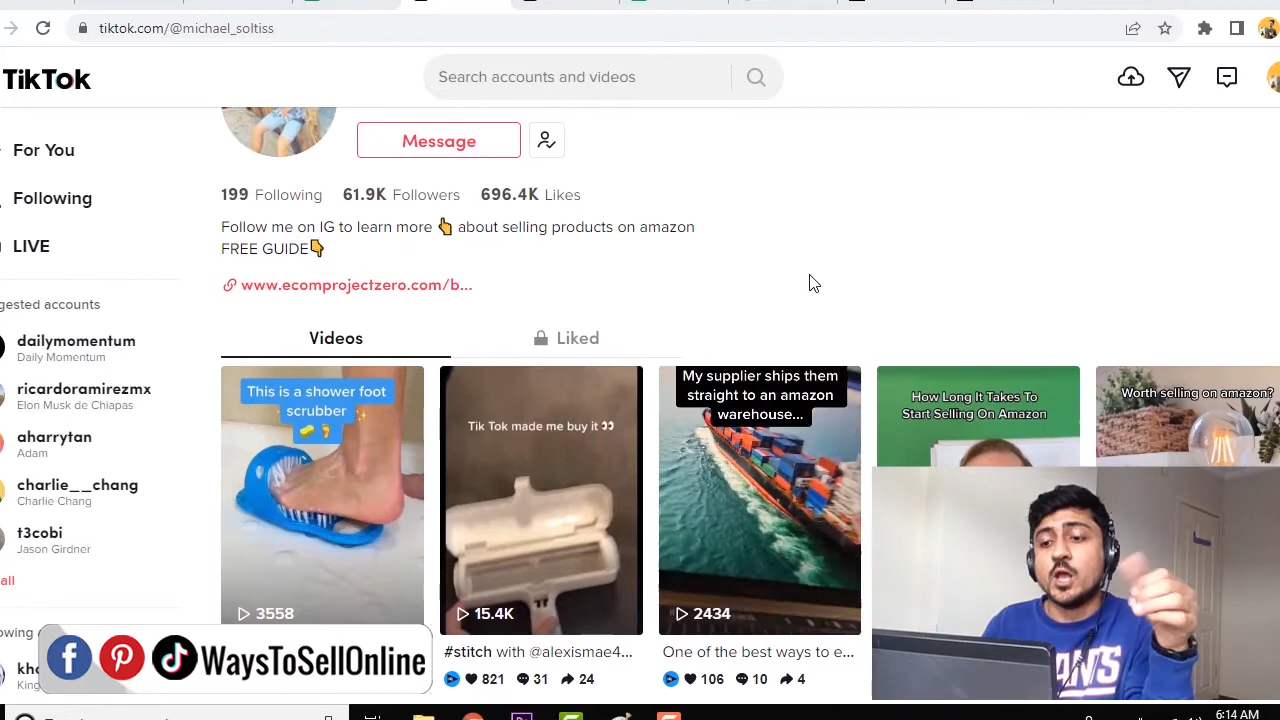 tiktok.com/@michael_soltiss
TikTok
Search accounts and videos
Message
For You
Following
LIVE
199 Following 61.9K Followers 696.4K Likes
Follow me on IG to learn more 👆 about selling products on amazon
FREE GUIDE👇
www.ecomprojectzero.com/b...
gested accounts
dailymomentum
Daily Momentum
ricardoramirezmx
Elon Musk de Chiapas
aharrytan
Adam
charlie__chang
Charlie Chang
t3cobi
Jason Girdner
all
owing
Videos
Liked
This is a shower foot
scrubber
3558
Tik Tok made me buy it 👀
15.4K
My supplier ships them
straight to an amazon
warehouse...
2434
How Long It Takes To
Start Selling On Amazon
Worth selling on amazon?
#stitch with @alexismae4...
821 31 24
One of the best ways to e...
106 10 4
WaysToSellOnline
6:14 AM